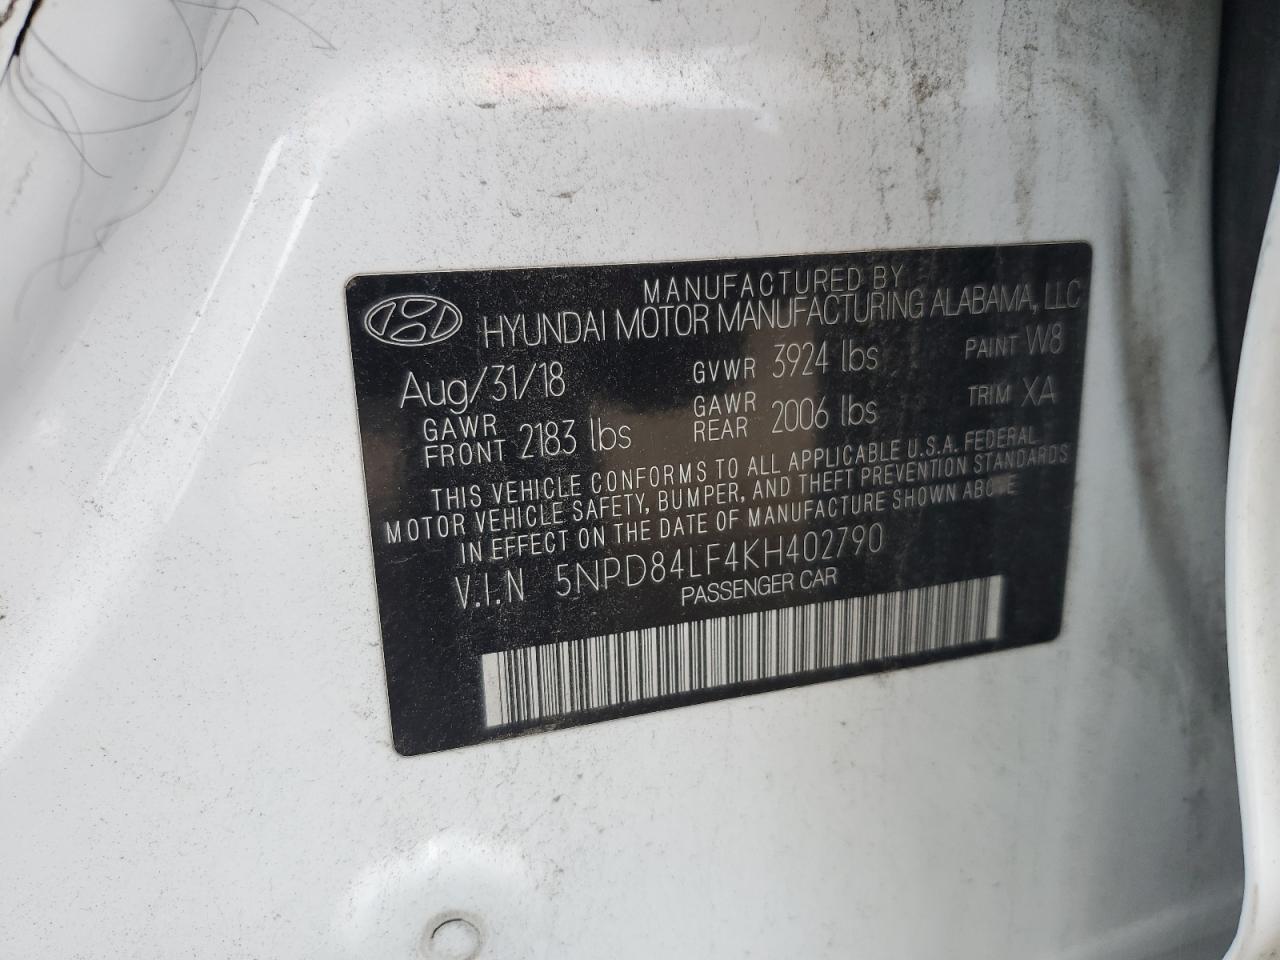 MANUFACTURED BY
HYUNDAI MOTOR MANUFACTURING ALABAMA, LLC
Aug/31/18 GVWR 3924 lbs PAINT W8
GAWR FRONT 2183 lbs GAWR REAR 2006 lbs TRIM XA
THIS VEHICLE CONFORMS TO ALL APPLICABLE U.S.A. FEDERAL
MOTOR VEHICLE SAFETY, BUMPER, AND THEFT PREVENTION STANDARDS
IN EFFECT ON THE DATE OF MANUFACTURE SHOWN ABOVE
V.I.N 5NPD84LF4KH402790
PASSENGER CAR